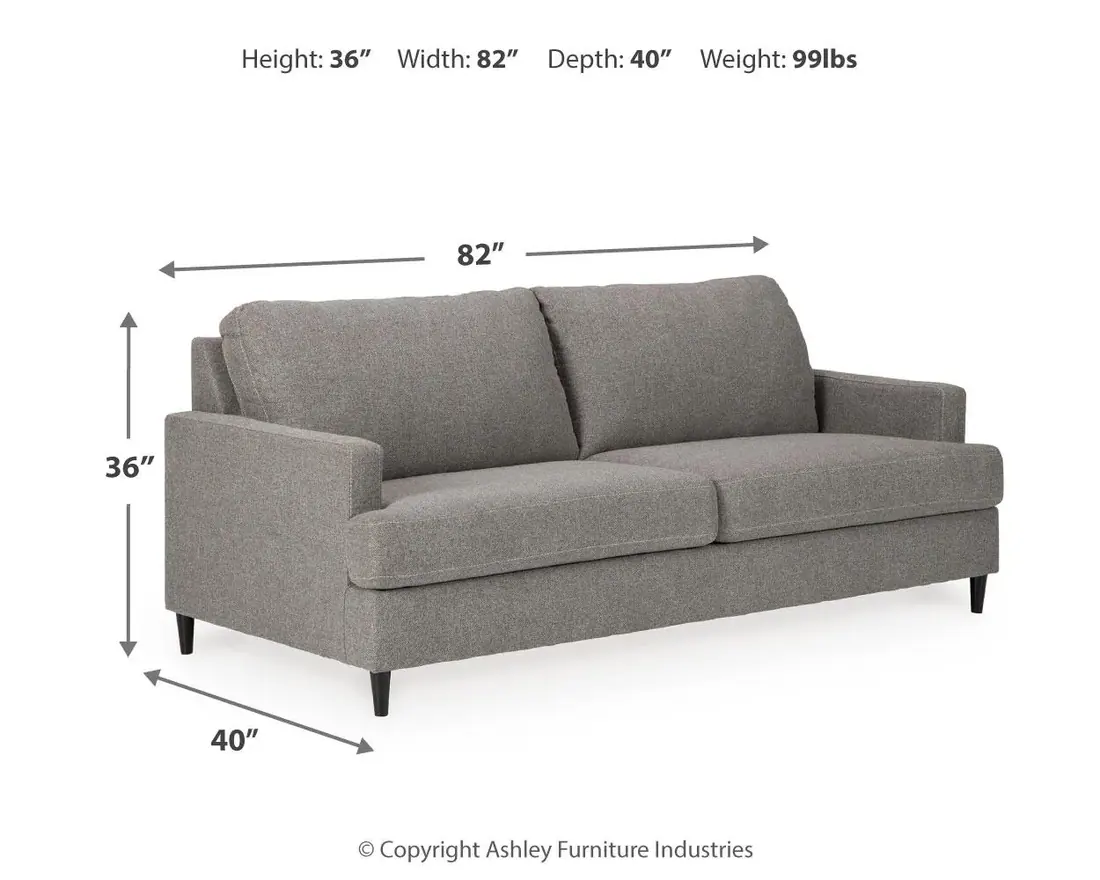 Height: 36” Width: 82” Depth: 40” Weight: 99lbs
82”
36”
40”
© Copyright Ashley Furniture Industries